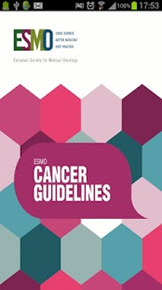 17:53
ESMO
GOOD SCIENCE
BETTER MEDICINE
BEST PRACTICE
European Society for Medical Oncology
ESMO
CANCER
GUIDELINES